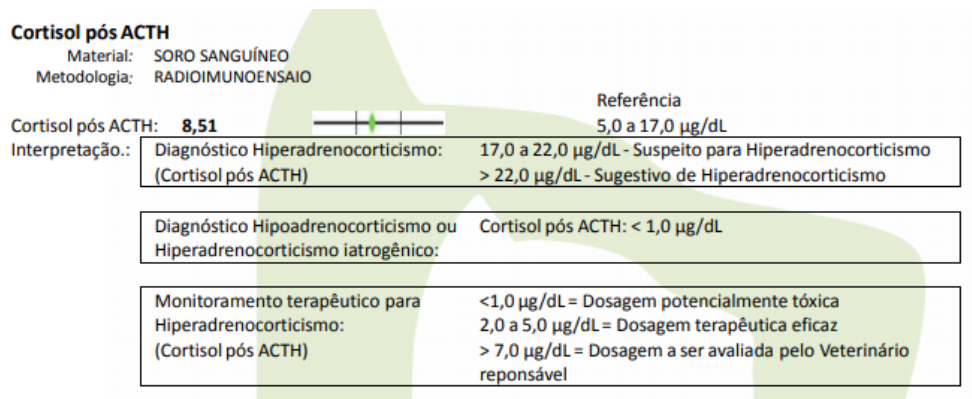 Cortisol pós ACTH
Material: SORO SANGUÍNEO
Metodologia: RADIOIMUNOENSAIO
Referência
Cortisol pós ACTH: 8,51 5,0 a 17,0 µg/dL
Interpretação.: Diagnóstico Hiperadrenocorticismo: 17,0 a 22,0 µg/dL - Suspeito para Hiperadrenocorticismo
(Cortisol pós ACTH) > 22,0 µg/dL - Sugestivo de Hiperadrenocorticismo
Diagnóstico Hipoadrenocorticismo ou Cortisol pós ACTH: < 1,0 µg/dL
Hiperadrenocorticismo iatrogênico:
Monitoramento terapêutico para <1,0 µg/dL = Dosagem potencialmente tóxica
Hiperadrenocorticismo: 2,0 a 5,0 µg/dL = Dosagem terapêutica eficaz
(Cortisol pós ACTH) > 7,0 µg/dL = Dosagem a ser avaliada pelo Veterinário
reponsável